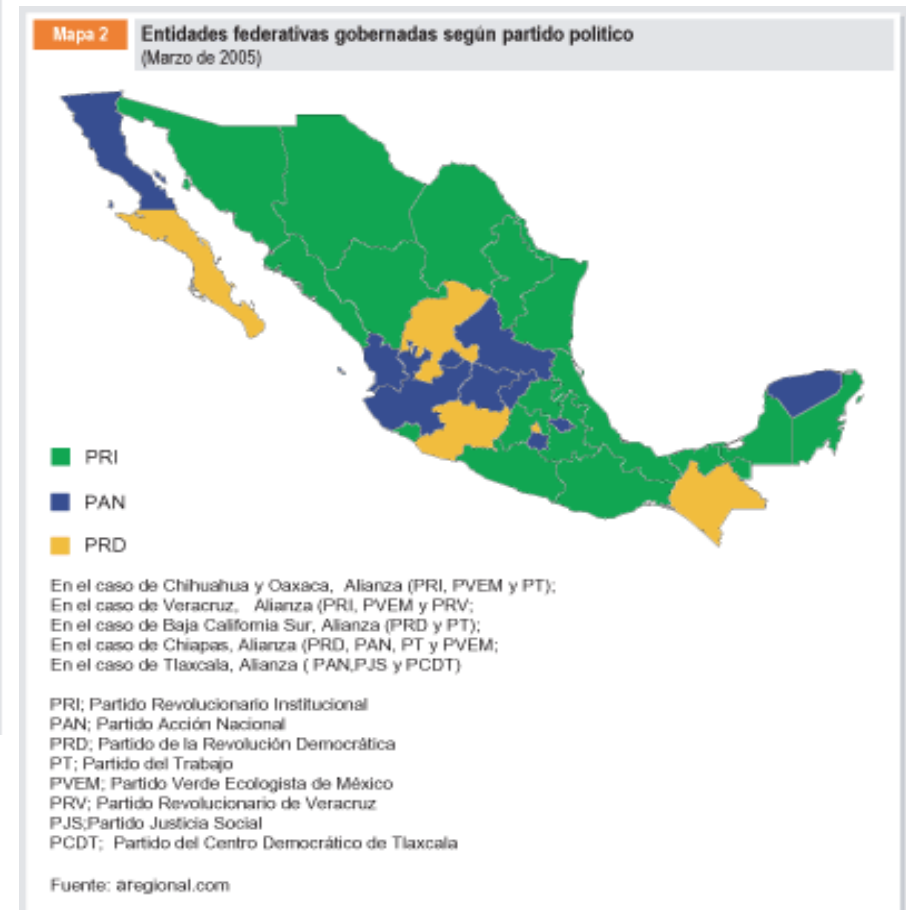 Mapa 2
Entidades federativas gobernadas según partido político
(Marzo de 2005)
PRI
PAN
PRD
En el caso de Chihuahua y Oaxaca, Alianza (PRI, PVEM y PT);
En el caso de Veracruz, Alianza (PRI, PVEM y PRV;
En el caso de Baja California Sur, Alianza (PRD y PT);
En el caso de Chiapas, Alianza (PRD, PAN, PT y PVEM;
En el caso de Tlaxcala, Alianza ( PAN,PJS y PCDT)
PRI; Partido Revolucionario Institucional
PAN; Partido Acción Nacional
PRD; Partido de la Revolución Democrática
PT; Partido del Trabajo
PVEM; Partido Verde Ecologista de México
PRV; Partido Revolucionario de Veracruz
PJS;Partido Justicia Social
PCDT; Partido del Centro Democrático de Tlaxcala
Fuente: aregional.com